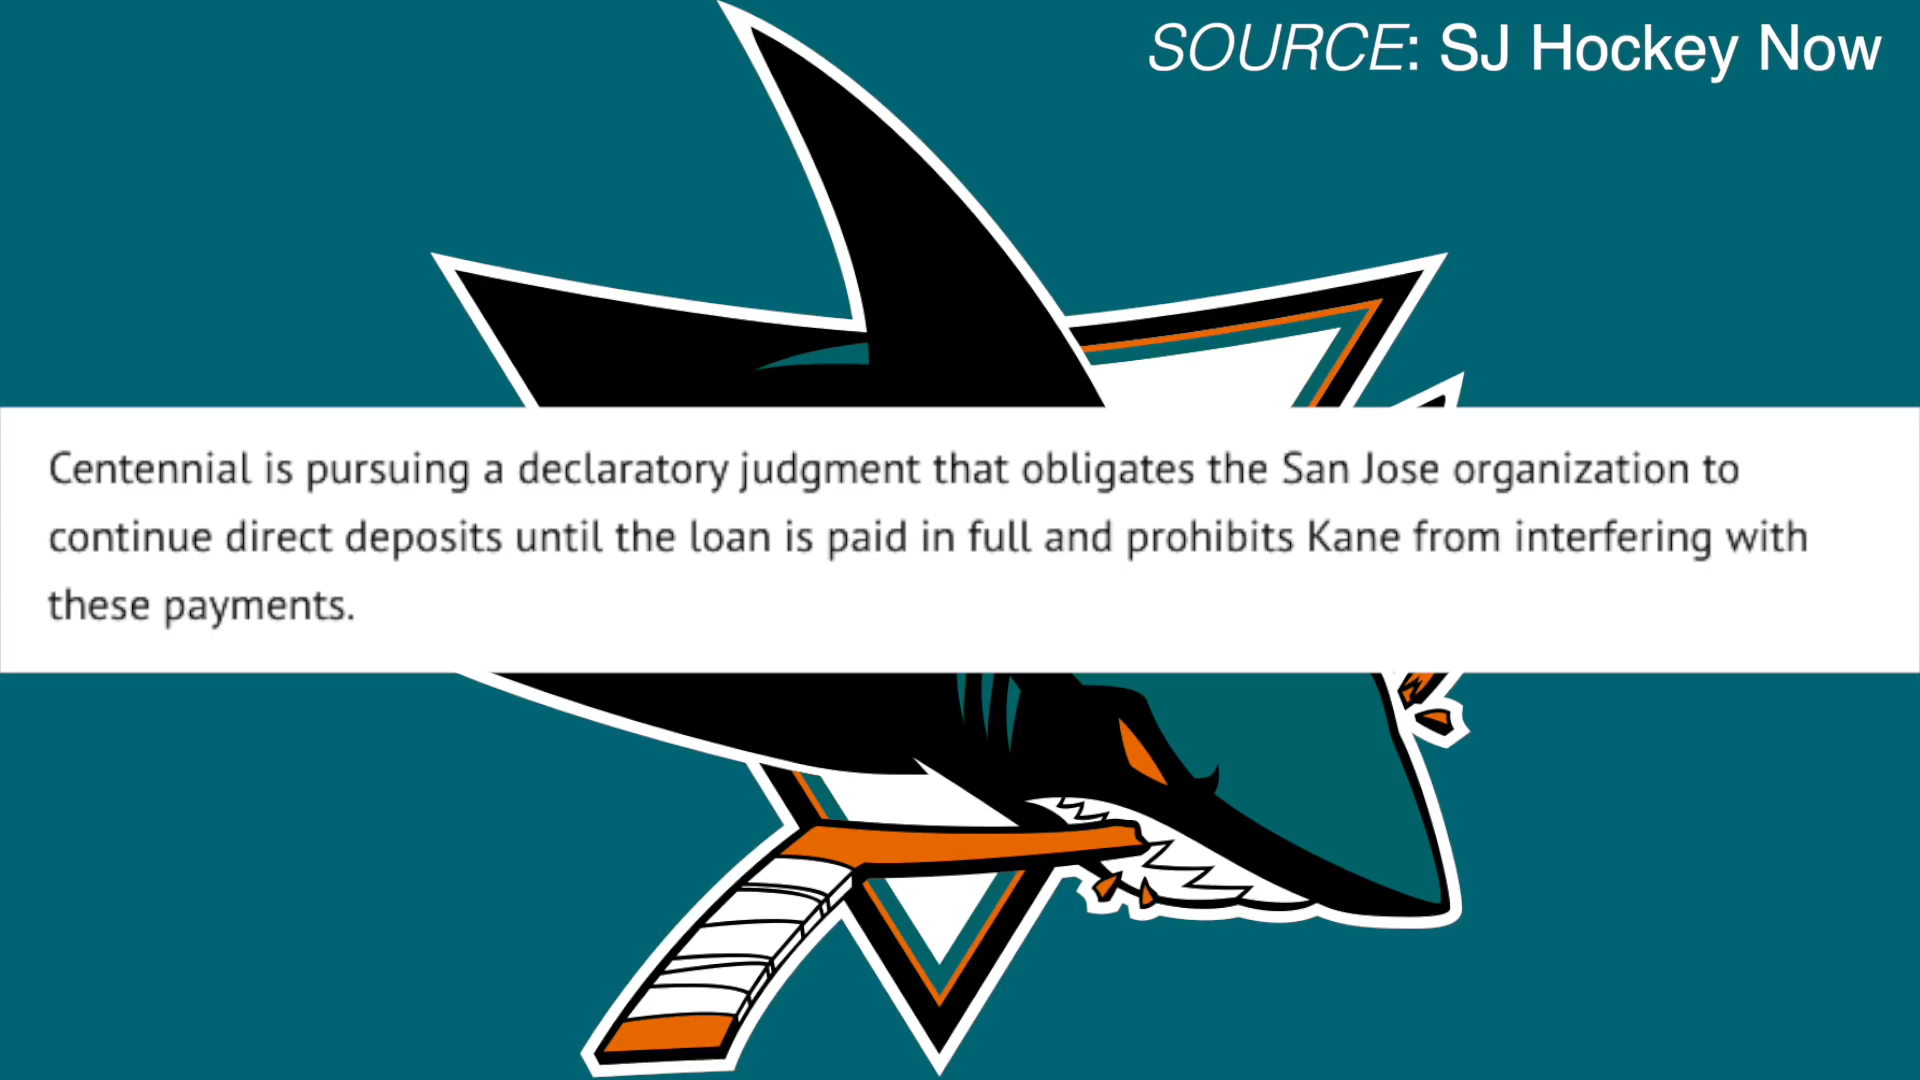 SOURCE: SJ Hockey Now
Centennial is pursuing a declaratory judgment that obligates the San Jose organization to
continue direct deposits until the loan is paid in full and prohibits Kane from interfering with
these payments.